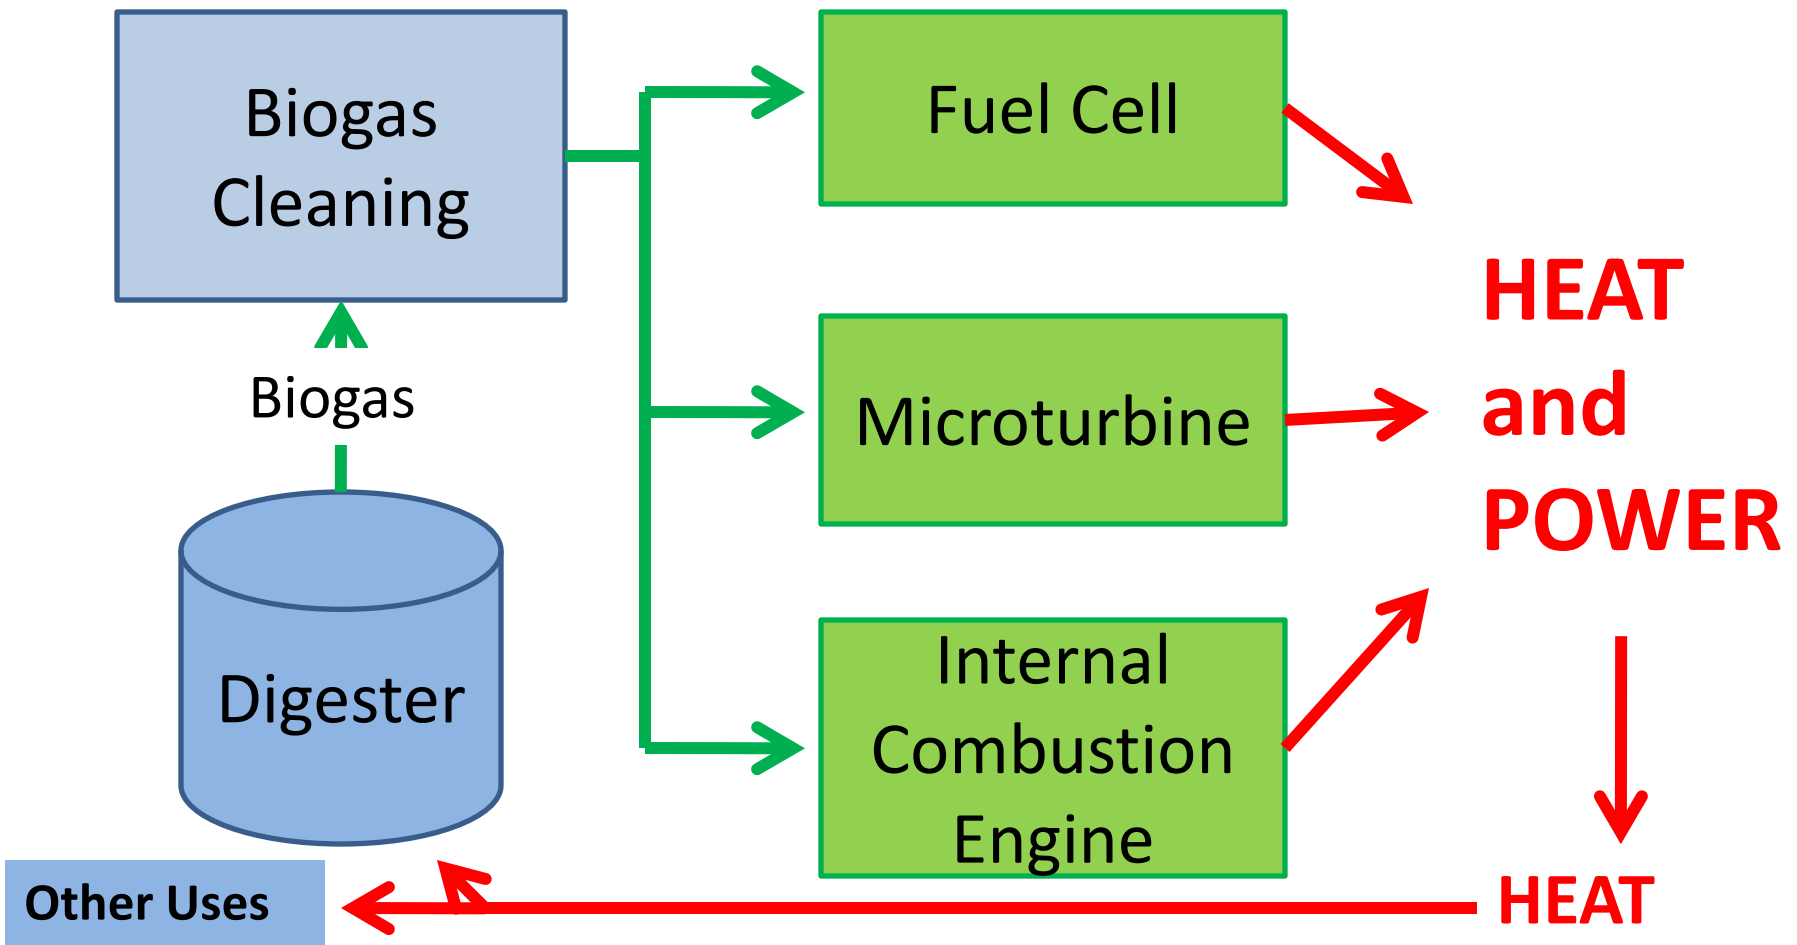 Biogas
Cleaning
Fuel Cell
HEAT
and
POWER
Biogas
Microturbine
Digester
Internal
Combustion
Engine
Other Uses
HEAT